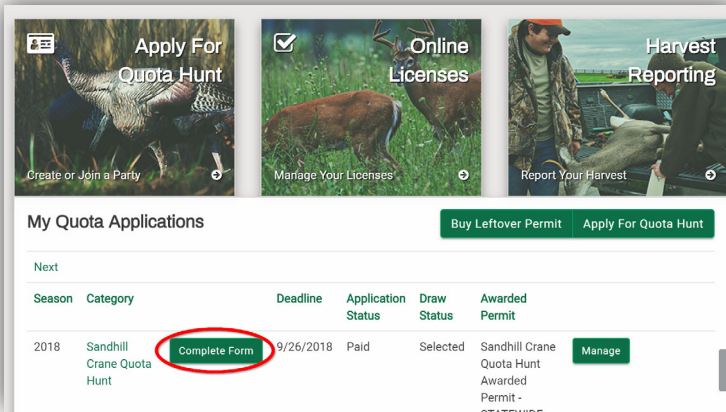 Apply For
Quota Hunt
Create or Join a Party
Online
Licenses
Manage Your Licenses
Harvest
Reporting
Report Your Harvest
My Quota Applications
Buy Leftover Permit
Apply For Quota Hunt
Next
Season Category Deadline Application Status Draw Status Awarded Permit
2018
Sandhill
Crane Quota
Hunt
Complete Form
9/26/2018
Paid
Selected
Sandhill Crane
Quota Hunt
Awarded
Permit -
STATEWIDE
Manage